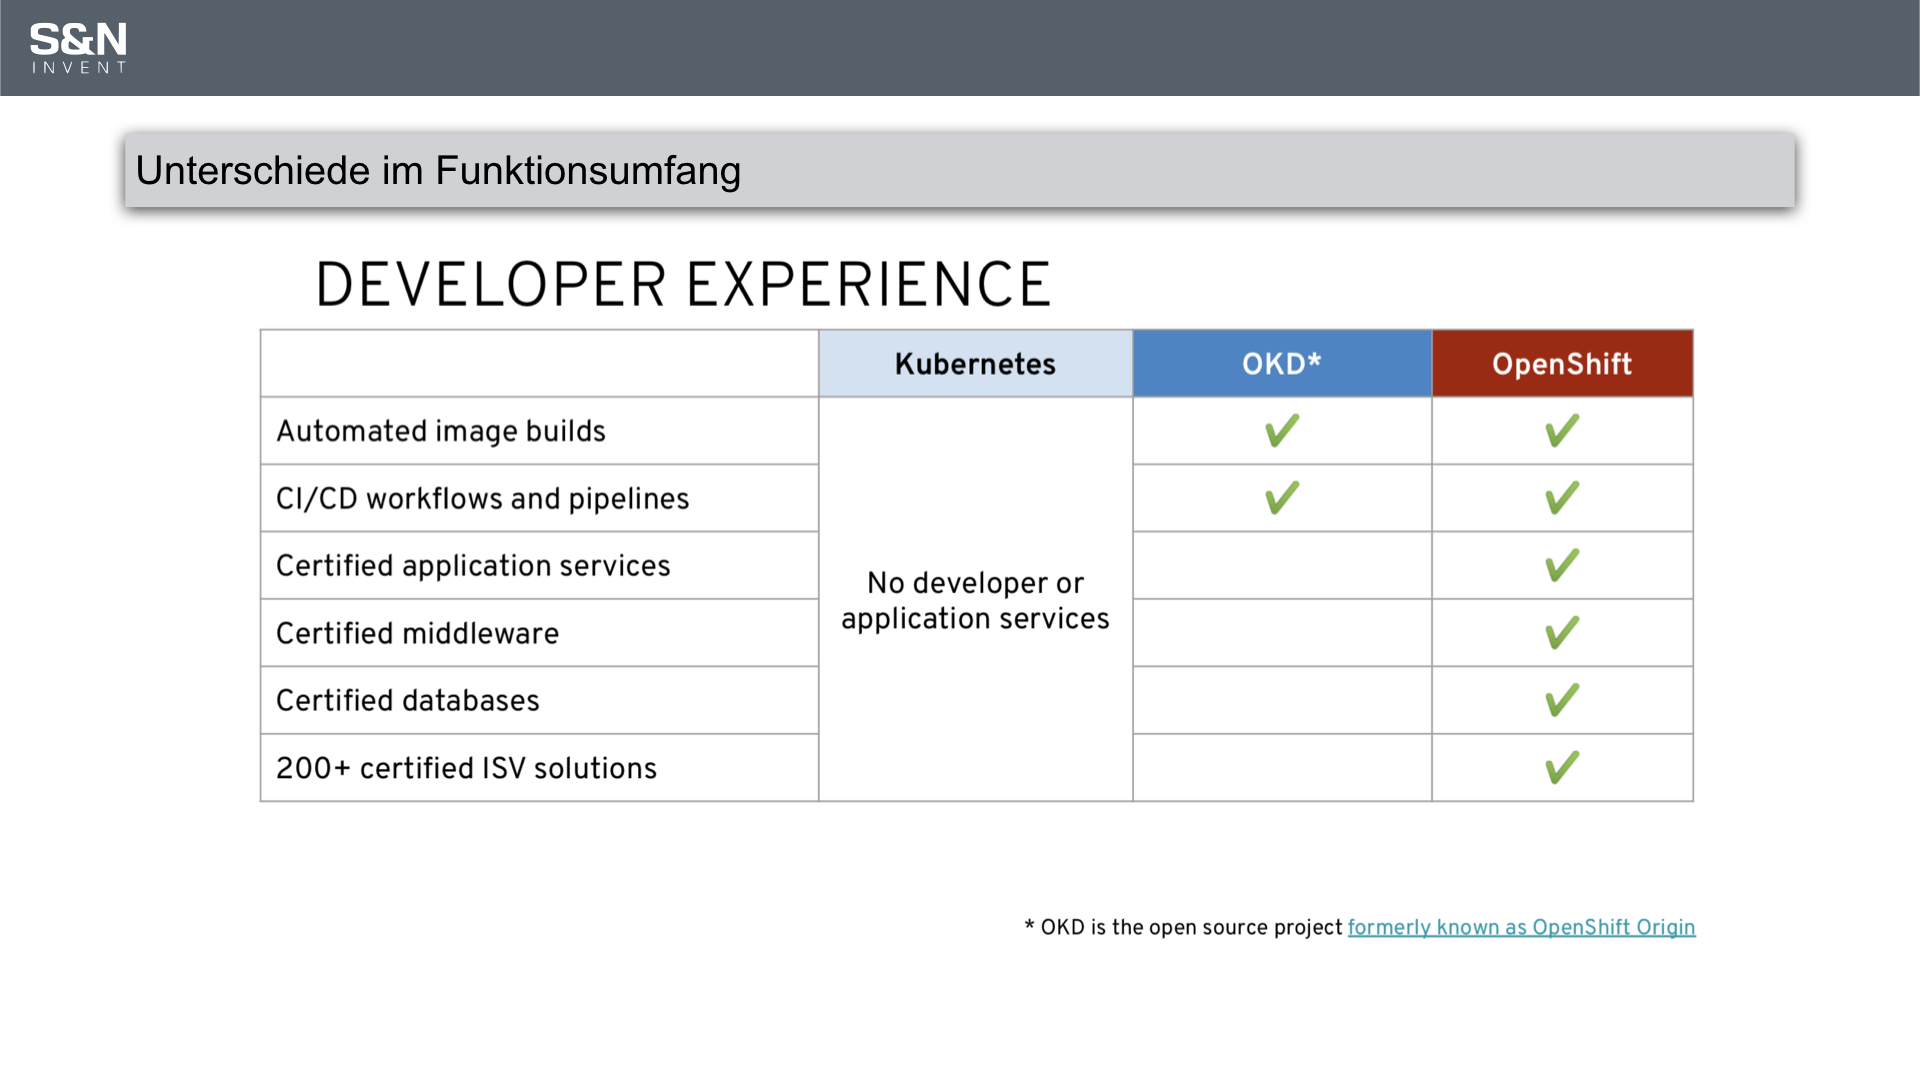 S&N
INVENT
Unterschiede im Funktionsumfang
DEVELOPER EXPERIENCE
Kubernetes OKD* OpenShift
Automated image builds ✔ ✔
CI/CD workflows and pipelines ✔ ✔
Certified application services ✔
No developer or
application services
Certified middleware ✔
Certified databases ✔
200+ certified ISV solutions ✔
* OKD is the open source project formerly known as OpenShift Origin